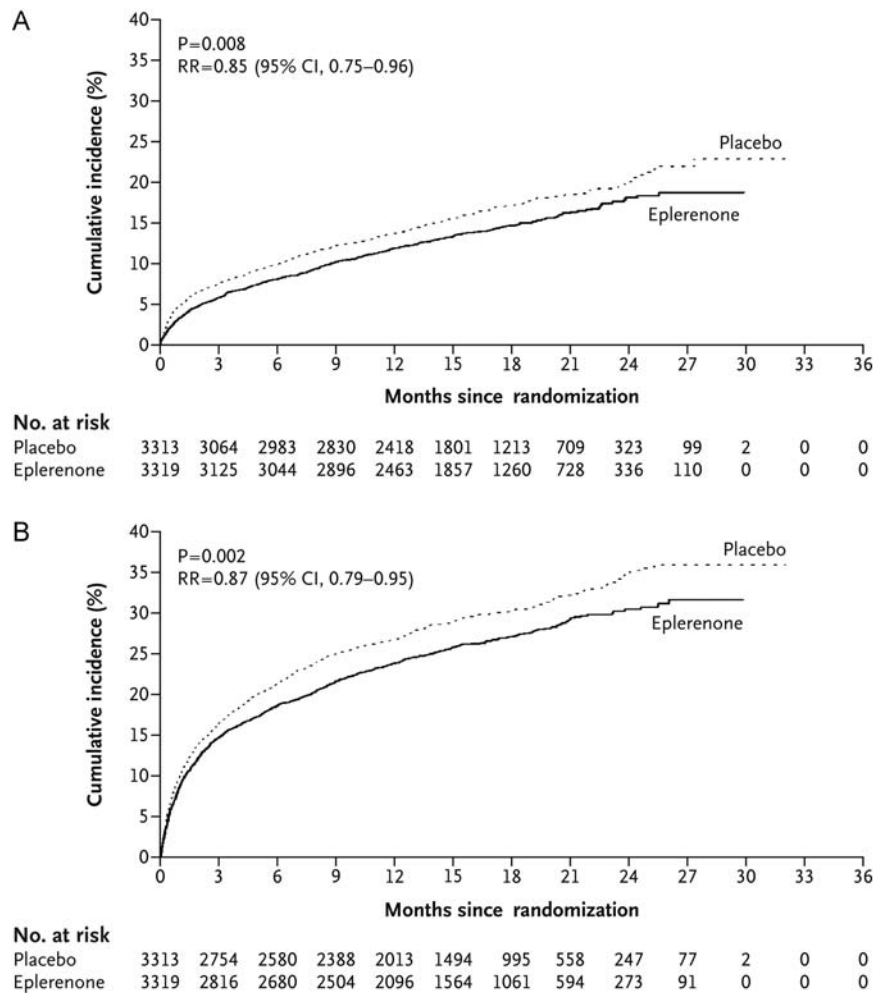 A
40
35
30
25
20
15
10
5
0
Cumulative incidence (%)
P=0.008
RR=0.85 (95% CI, 0.75–0.96)
Placebo
Eplerenone
0 3 6 9 12 15 18 21 24 27 30 33 36
Months since randomization
No. at risk
Placebo 3313 3064 2983 2830 2418 1801 1213 709 323 99 2 0 0
Eplerenone 3319 3125 3044 2896 2463 1857 1260 728 336 110 0 0 0
B
40
35
30
25
20
15
10
5
0
Cumulative incidence (%)
P=0.002
RR=0.87 (95% CI, 0.79–0.95)
Placebo
Eplerenone
0 3 6 9 12 15 18 21 24 27 30 33 36
Months since randomization
No. at risk
Placebo 3313 2754 2580 2388 2013 1494 995 558 247 77 2 0 0
Eplerenone 3319 2816 2680 2504 2096 1564 1061 594 273 91 0 0 0